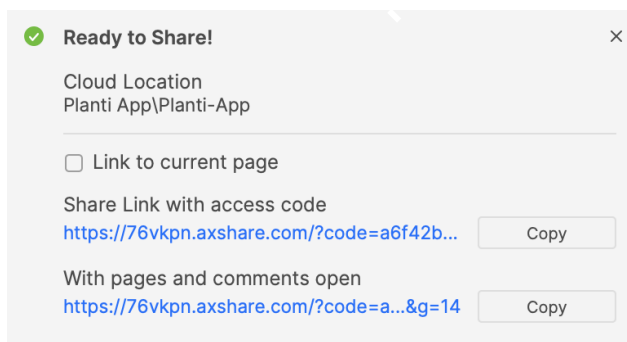 Ready to Share!
Cloud Location
Planti App\Planti-App
Link to current page
Share Link with access code
https://76vkpn.axshare.com/?code=a6f42b...
Copy
With pages and comments open
https://76vkpn.axshare.com/?code=a...&g=14
Copy